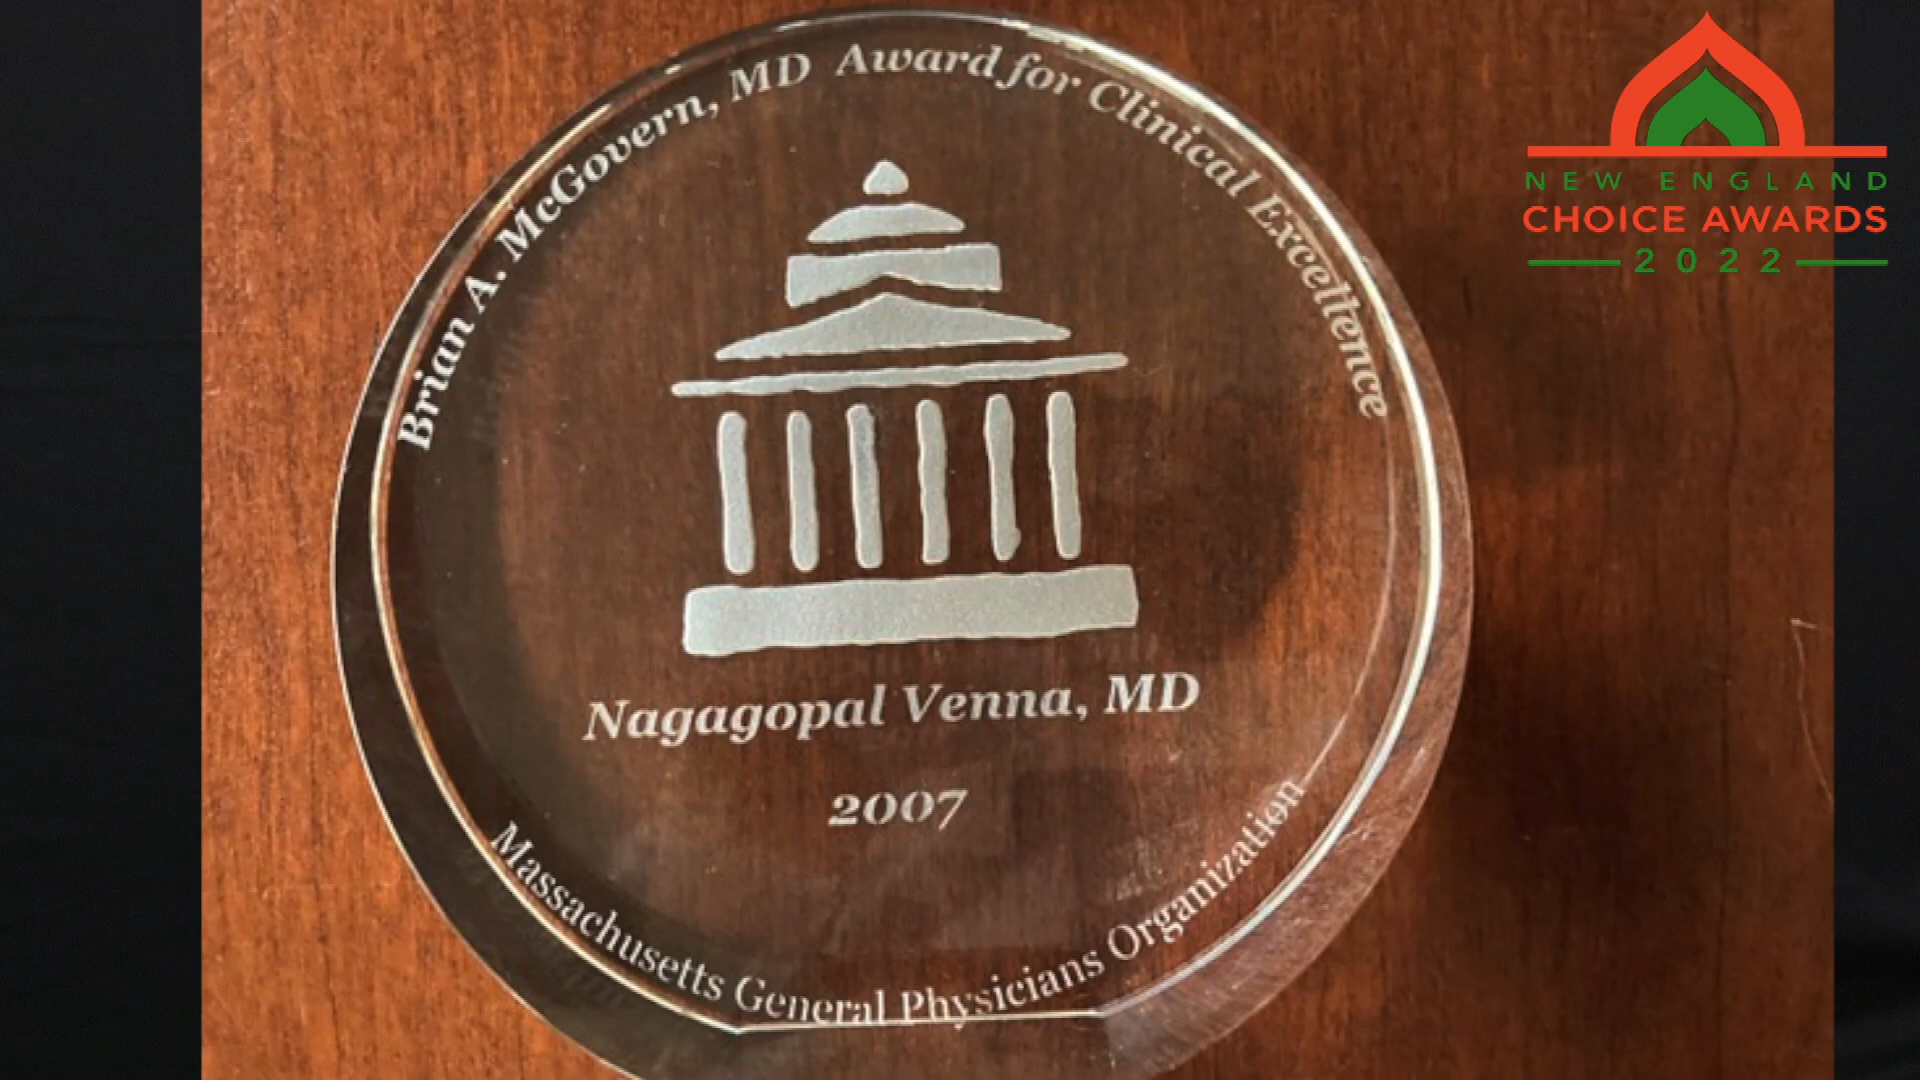 Brian A. McGovern, MD Award for Clinical Excellence
NEW ENGLAND
CHOICE AWARDS
2022
Nagagopal Venna, MD
2007
Massachusetts General Physicians Organization